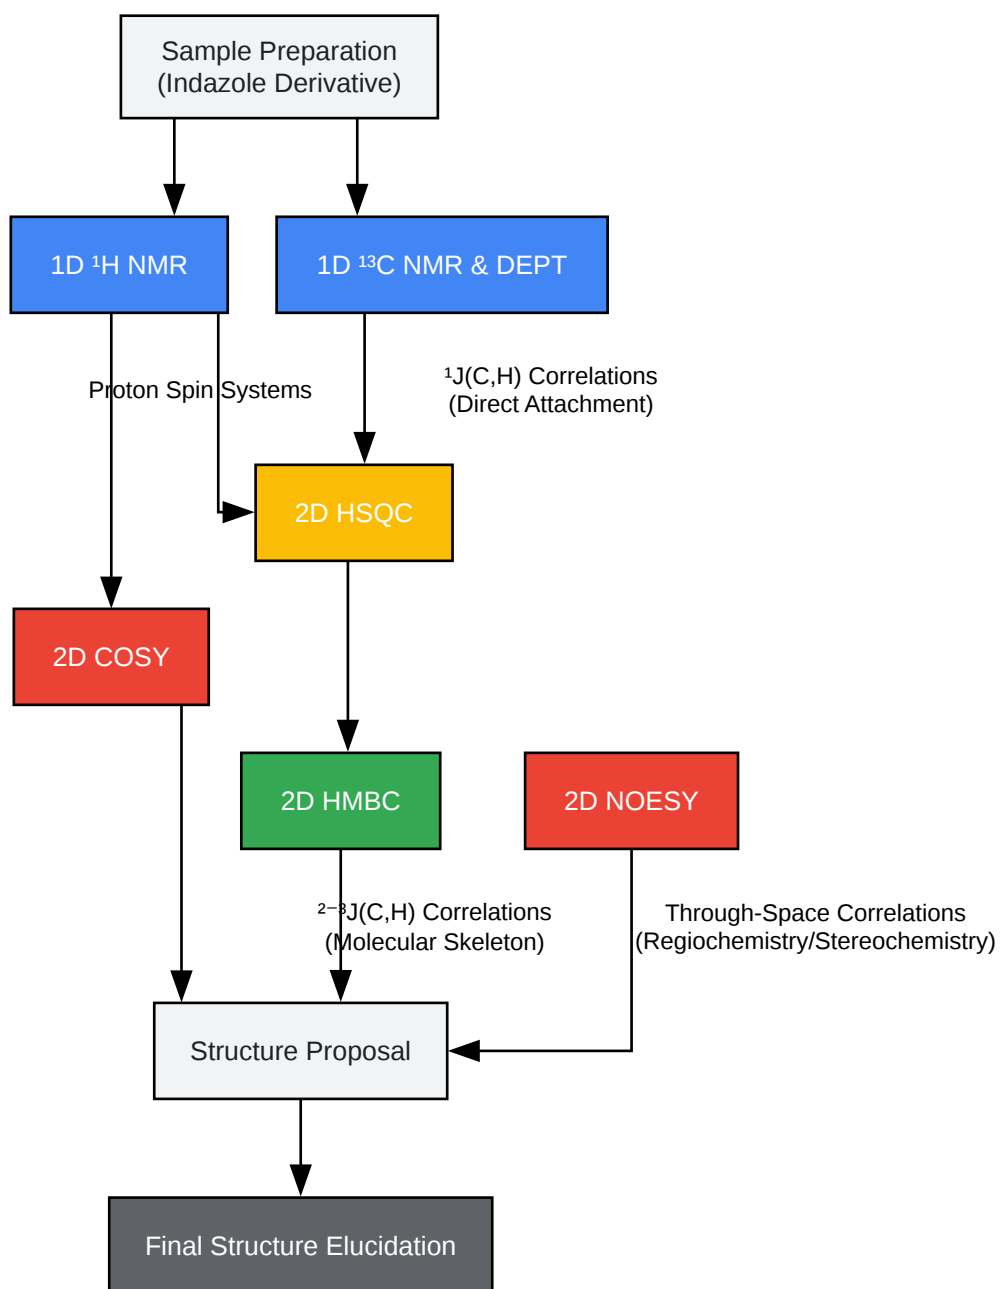 Sample Preparation
(Indazole Derivative)
1D ¹H NMR
1D ¹³C NMR & DEPT
Proton Spin Systems
¹J(C,H) Correlations
(Direct Attachment)
2D HSQC
2D COSY
2D HMBC
2D NOESY
²⁻³J(C,H) Correlations
(Molecular Skeleton)
Through-Space Correlations
(Regiochemistry/Stereochemistry)
Structure Proposal
Final Structure Elucidation